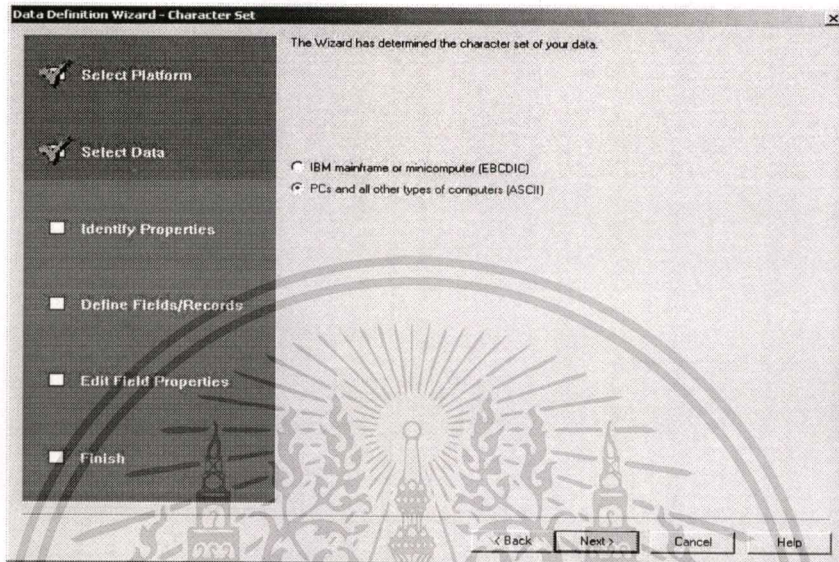 Data Definition Wizard - Character Set
The Wizard has determined the character set of your data.
Select Platform
Select Data
IBM mainframe or minicomputer (EBCDIC)
PCs and all other types of computers (ASCII)
Identify Properties
Define Fields/Records
Edit Field Properties
Finish
< Back
Next >
Cancel
Help